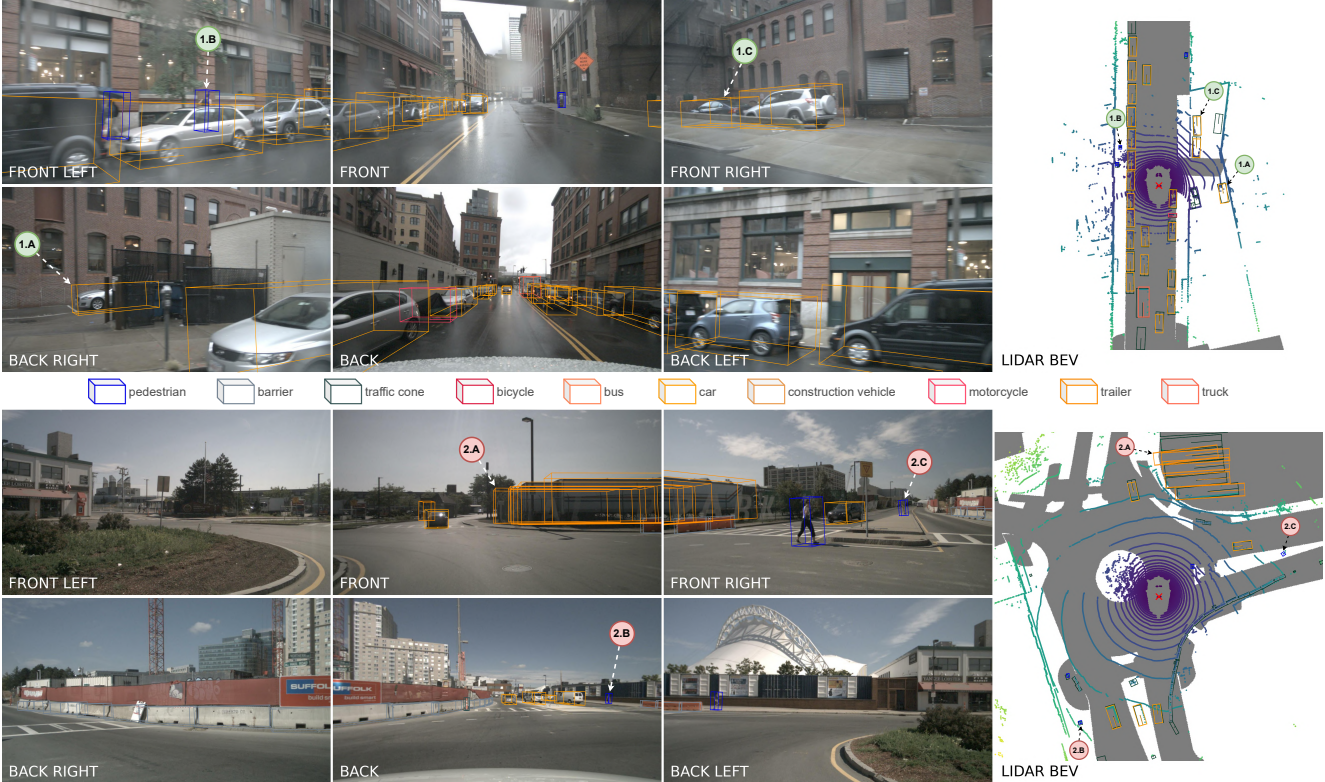 1.B
1.C
1.C
1.B
1.A
FRONT LEFT
FRONT
FRONT RIGHT
1.A
BACK RIGHT
BACK
BACK LEFT
LIDAR BEV
pedestrian
barrier
traffic cone
bicycle
bus
car
construction vehicle
motorcycle
trailer
truck
2.A
2.C
2.A
2.C
FRONT LEFT
FRONT
FRONT RIGHT
2.B
SUFFOLK
build smart
2.B
BACK RIGHT
BACK
BACK LEFT
LIDAR BEV